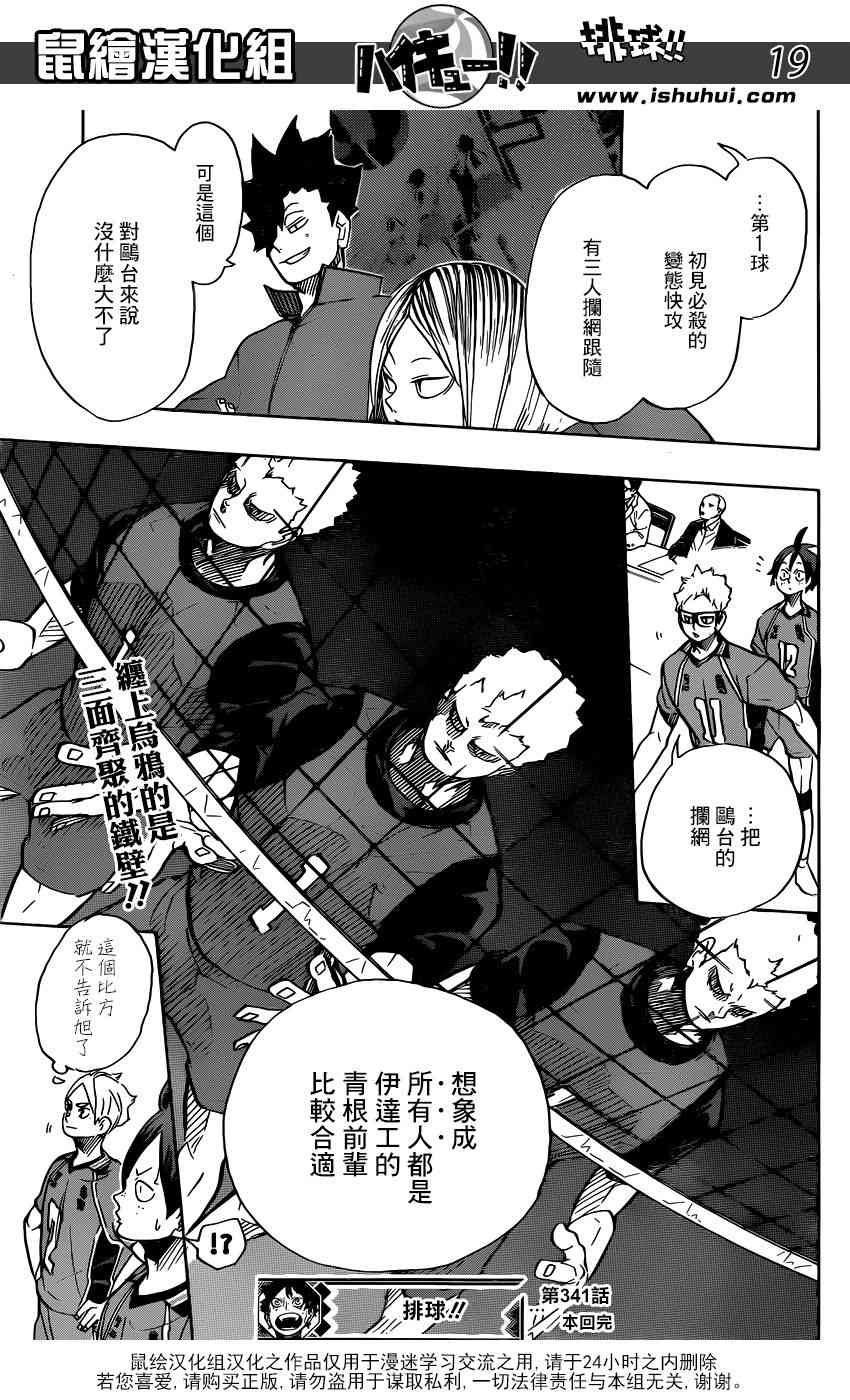 鼠繪漢化組
ハイキュー!!
排球!!
19
www.ishuhui.com
…第1球
初見必殺的
變態快攻
有三人攔網跟隨
可是這個
對鷗台來說
沒什麼大不了
…把
鷗台的
攔網
12
11
1
纏上烏鴉的是
三面齊聚的鐵壁!!
想象成
所有人都是
伊達工的
青根前輩
比較合適
這個比方
就不告訴旭了
2
!?
排球!!
第341話
…
本回完
鼠绘汉化组汉化之作品仅用于漫迷学习交流之用,请于24小时之内删除
若您喜爱,请购买正版,请勿盗用于谋取私利,一切法律责任与本组无关,谢谢。